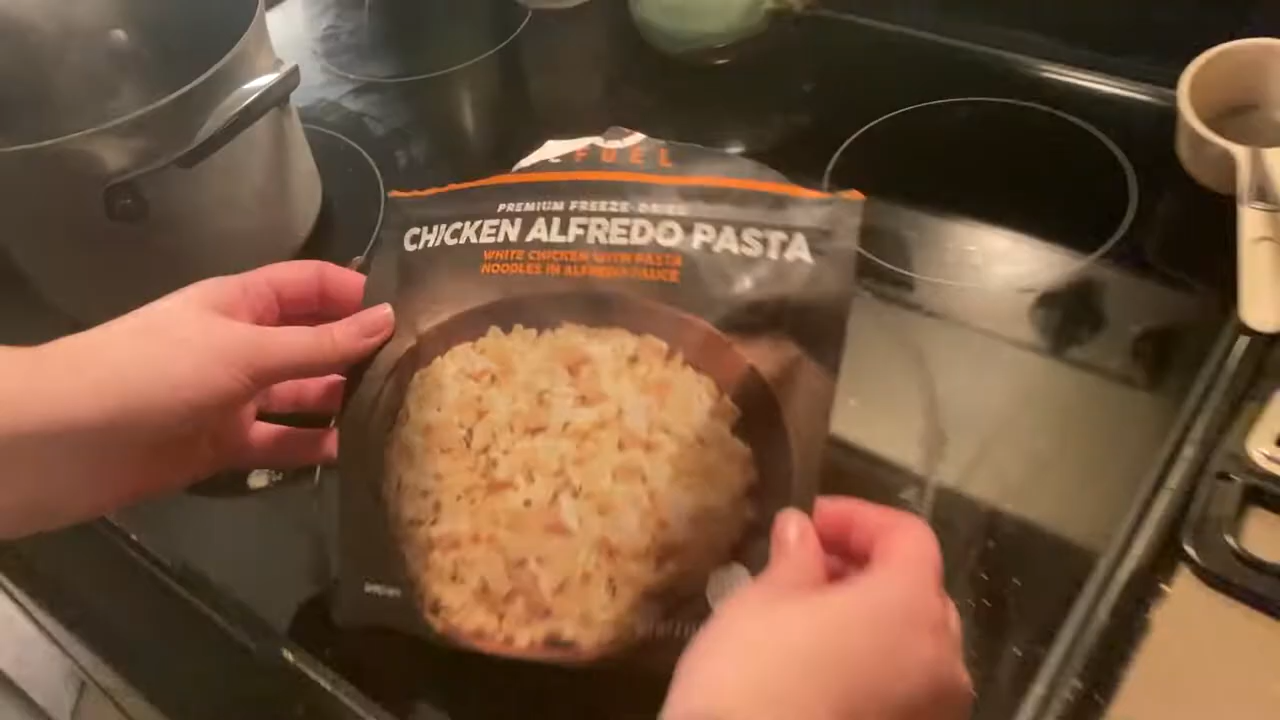 FUEL
PREMIUM FREEZE-DRIED
CHICKEN ALFREDO PASTA
WHITE CHICKEN WITH PASTA
NOODLES IN ALFREDO SAUCE